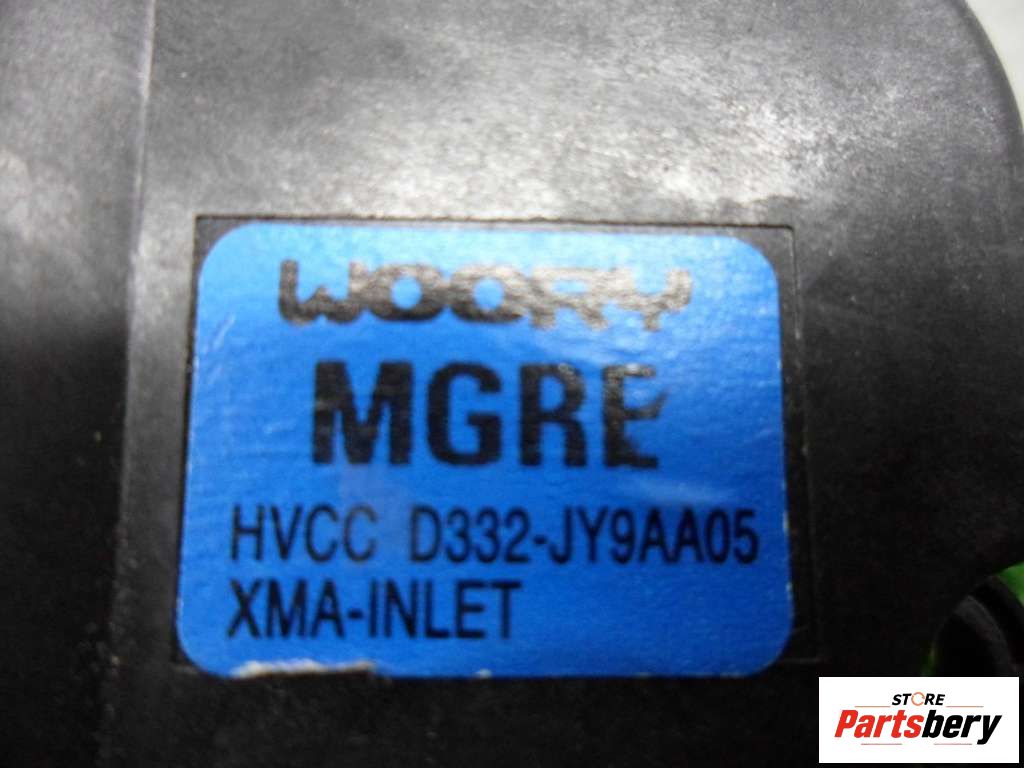 WOORY
MGRE
HVCC D332-JY9AA05
XMA-INLET
STORE
Partsbery